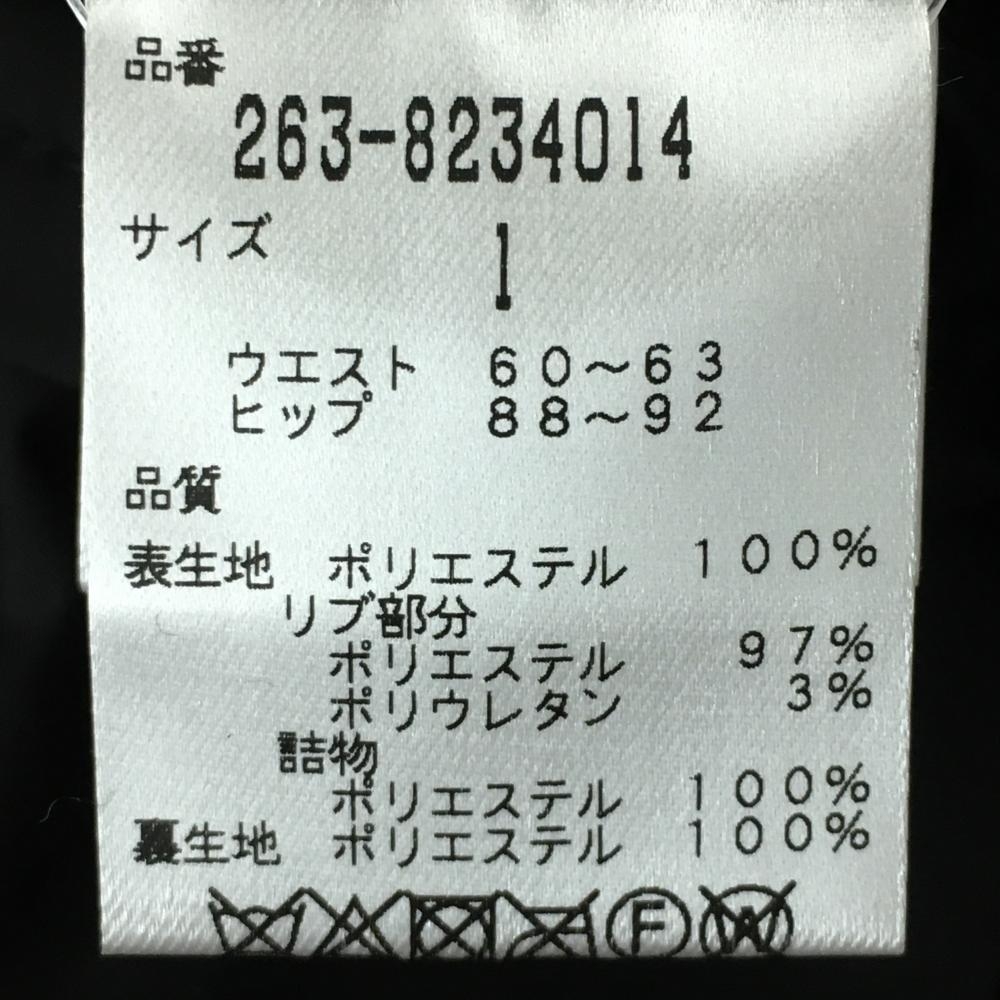 品番
263-8234014
サイズ 1
ウエスト 60～63
ヒップ 88～92
品質
表生地 ポリエステル 100%
リブ部分
ポリエステル 97%
ポリウレタン 3%
詰物
ポリエステル 100%
裏生地 ポリエステル 100%
F W